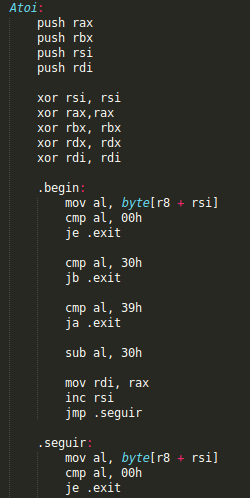 Atoi:
push rax
push rbx
push rsi
push rdi
xor rsi, rsi
xor rax,rax
xor rbx, rbx
xor rdx, rdx
xor rdi, rdi
.begin:
mov al, byte[r8 + rsi]
cmp al, 00h
je .exit
cmp al, 30h
jb .exit
cmp al, 39h
ja .exit
sub al, 30h
mov rdi, rax
inc rsi
jmp .seguir
.seguir:
mov al, byte[r8 + rsi]
cmp al, 00h
je .exit